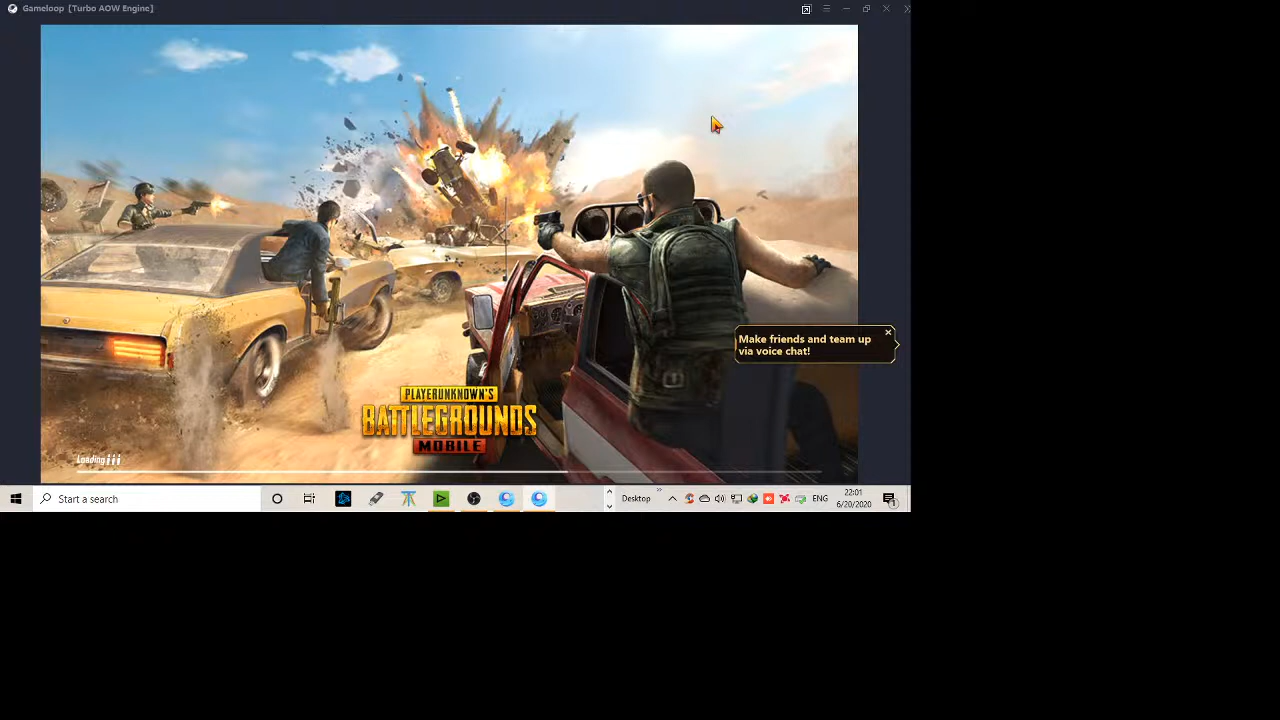 Gameloop [Turbo AOW Engine]
Make friends and team up
via voice chat!
PLAYERUNKNOWN'S
BATTLEGROUNDS
MOBILE
Loading
Start a search
Desktop
ENG
22:01
6/20/2020
1